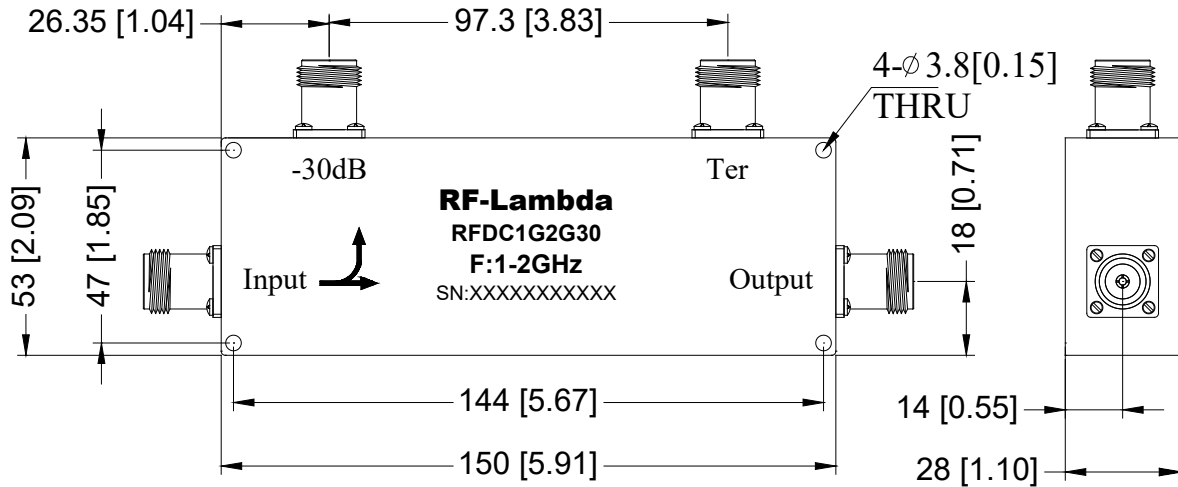 26.35 [1.04]
97.3 [3.83]
4-∅3.8[0.15]
THRU
-30dB
Ter
RF-Lambda
RFDC1G2G30
F:1-2GHz
SN:XXXXXXXXXXX
Input
Output
53 [2.09]
47 [1.85]
18 [0.71]
144 [5.67]
150 [5.91]
14 [0.55]
28 [1.10]